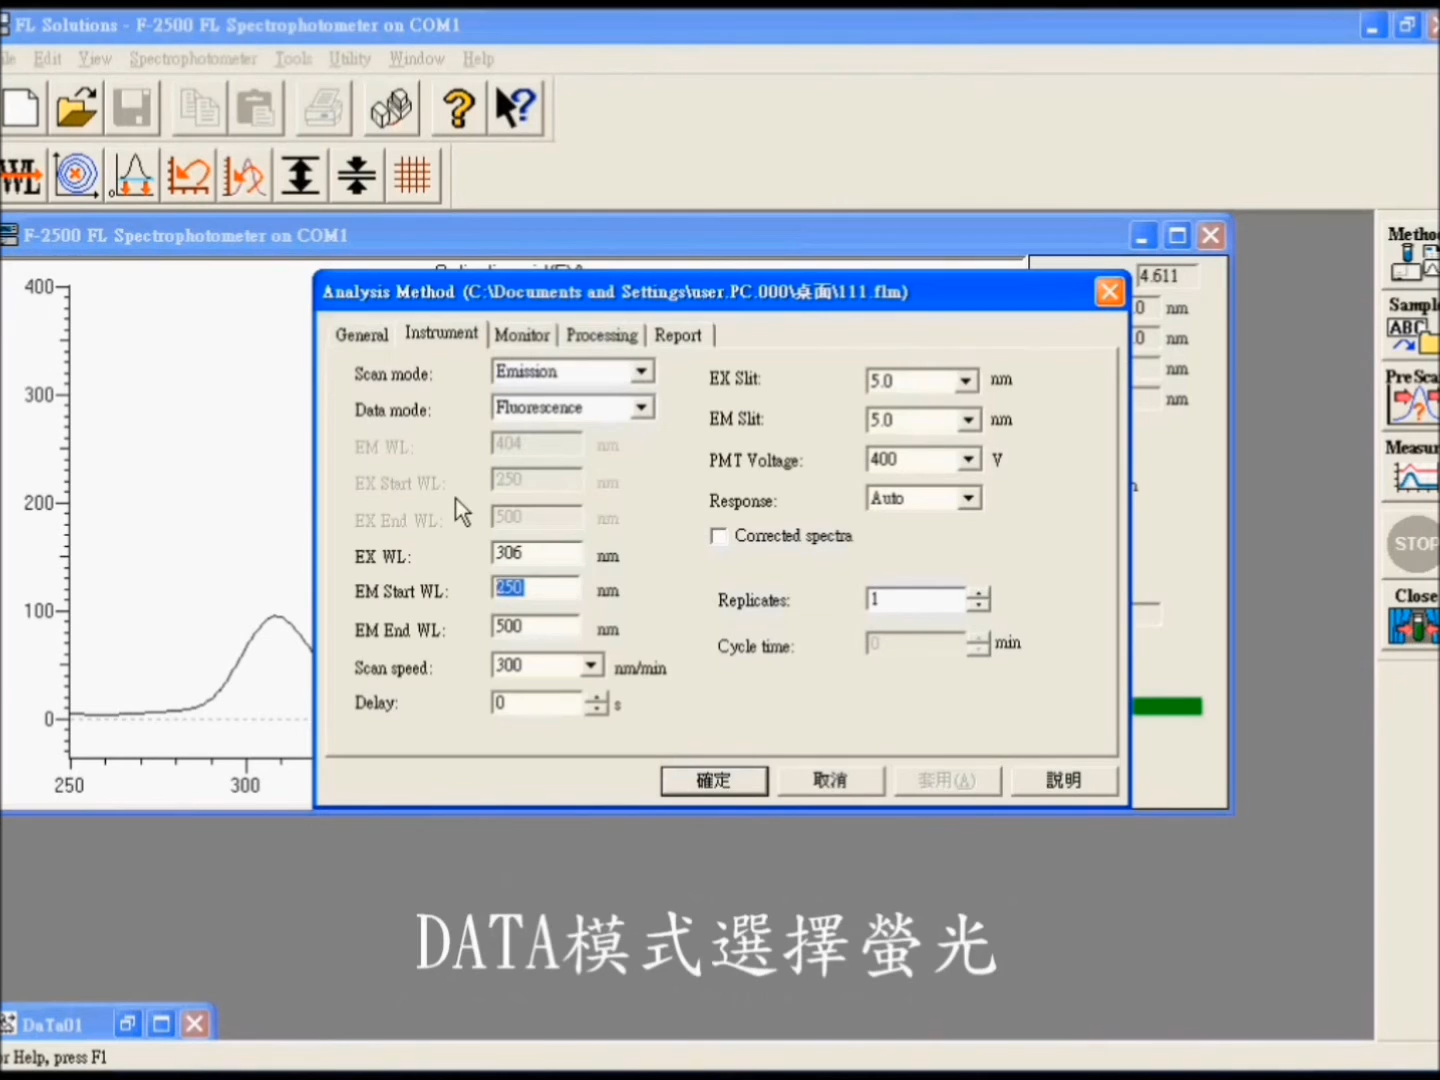 FL Solutions - F-2500 FL Spectrophotometer on COM1
Edit View Spectrophotometer Tools Utility Window Help
WL
F-2500 FL Spectrophotometer on COM1
400
300
200
100
0
250 300
4.611
nm
nm
nm
nm
Analysis Method (C:\Documents and Settings\user.PC.000\桌面\111.flm)
General Instrument Monitor Processing Report
Scan mode: Emission
Data mode: Fluorescence
EM WL: 404 nm
EX Start WL: 250 nm
EX End WL: 500 nm
EX WL: 306 nm
EM Start WL: 250 nm
EM End WL: 500 nm
Scan speed: 300 nm/min
Delay: 0 s
EX Slit: 5.0 nm
EM Slit: 5.0 nm
PMT Voltage: 400 V
Response: Auto
Corrected spectra
Replicates: 1
Cycle time: 0 min
確定 取消 套用(A) 說明
ABC
STOP
Close
DATA模式選擇螢光
DaTa01
Help, press F1